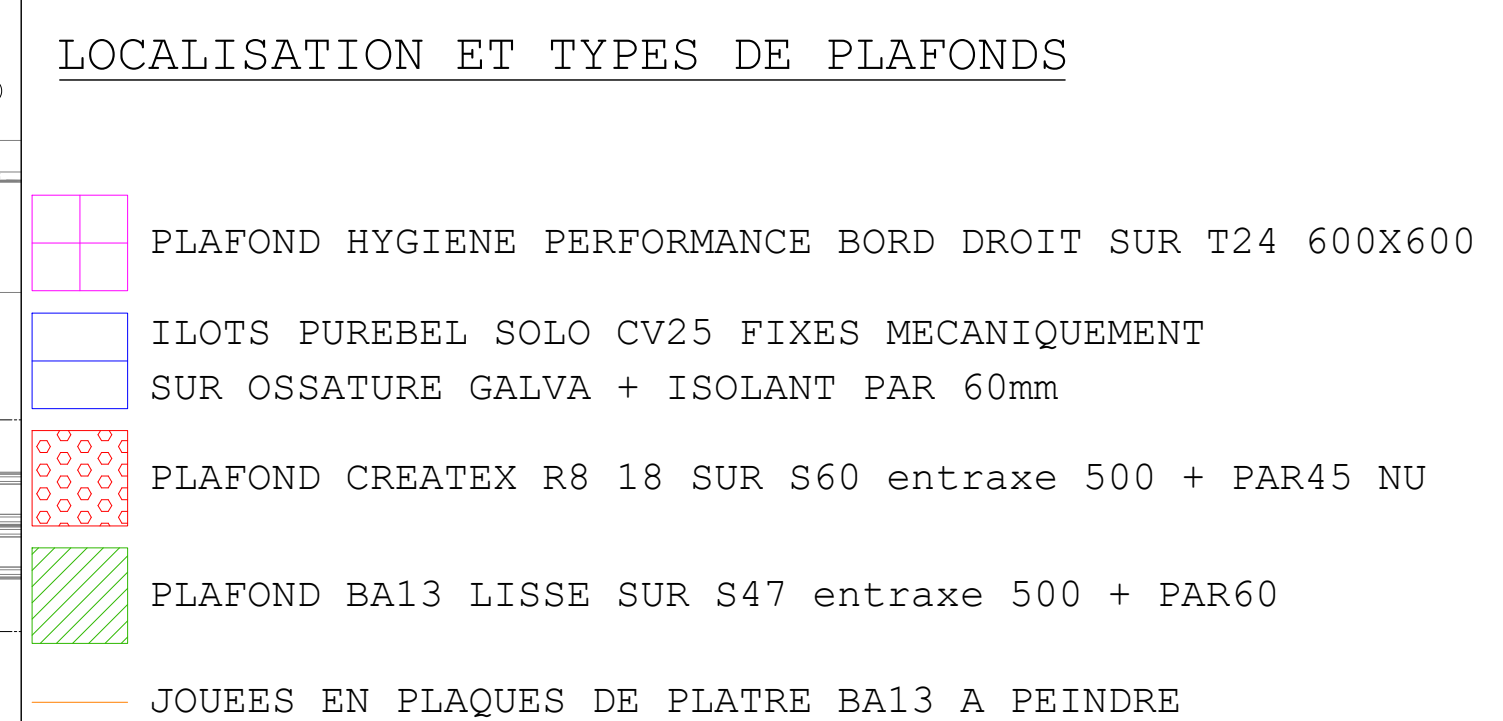 LOCALISATION ET TYPES DE PLAFONDS
PLAFOND HYGIENE PERFORMANCE BORD DROIT SUR T24 600X600
ILOTS PUREBEL SOLO CV25 FIXES MECANIQUEMENT
SUR OSSATURE GALVA + ISOLANT PAR 60mm
PLAFOND CREATEX R8 18 SUR S60 entraxe 500 + PAR45 NU
PLAFOND BA13 LISSE SUR S47 entraxe 500 + PAR60
JOUEES EN PLAQUES DE PLATRE BA13 A PEINDRE